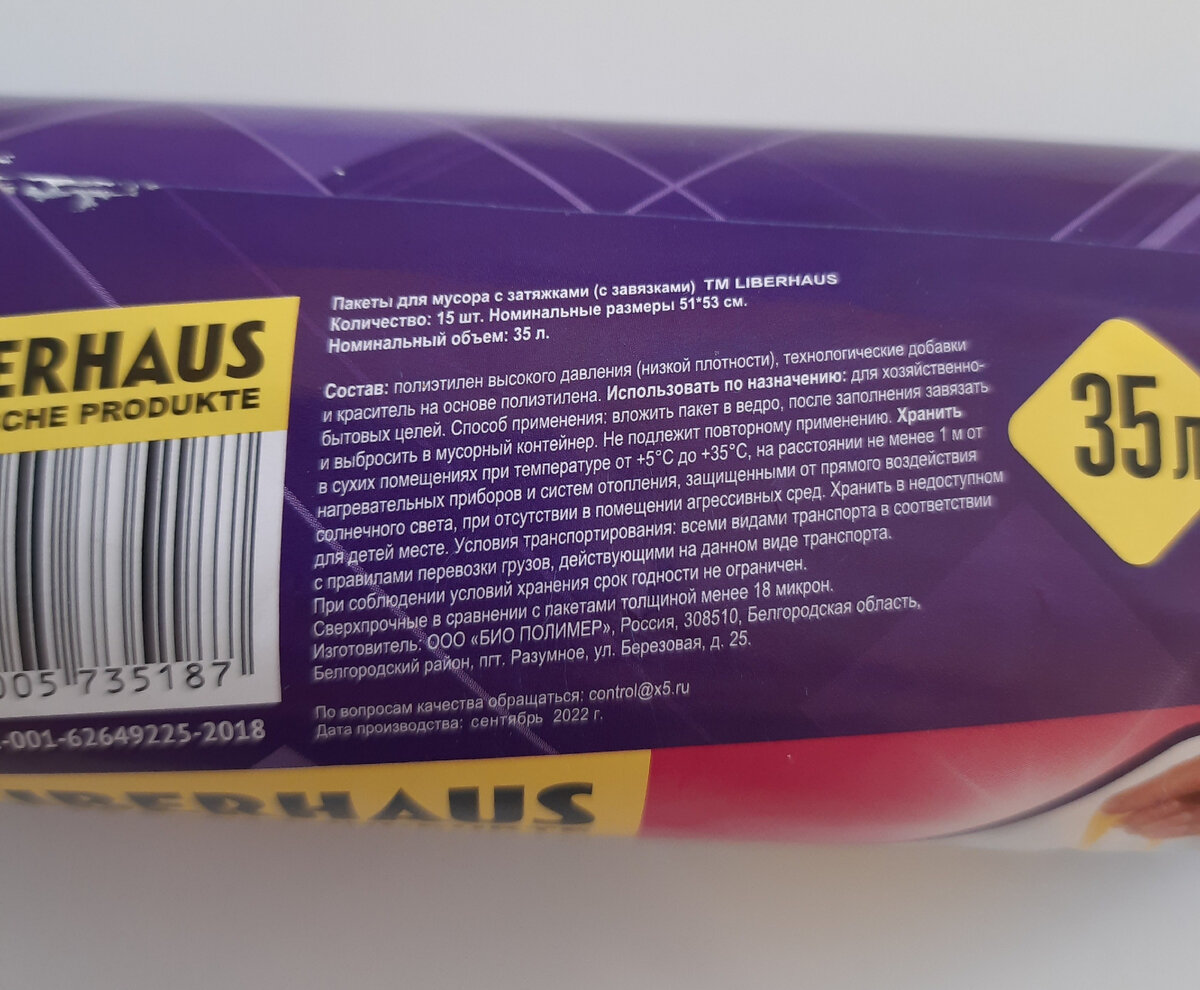 Пакеты для мусора с затяжками (с завязками) ТМ LIBERHAUS
Количество: 15 шт. Номинальные размеры 51*53 см.
Номинальный объем: 35 л.
Состав: полиэтилен высокого давления (низкой плотности), технологические добавки
и краситель на основе полиэтилена. Использовать по назначению: для хозяйственно-
бытовых целей. Способ применения: вложить пакет в ведро, после заполнения завязать
и выбросить в мусорный контейнер. Не подлежит повторному применению. Хранить
в сухих помещениях при температуре от +5°С до +35°С, на расстоянии не менее 1 м от
нагревательных приборов и систем отопления, защищенными от прямого воздействия
солнечного света, при отсутствии в помещении агрессивных сред. Хранить в недоступном
для детей месте. Условия транспортирования: всеми видами транспорта в соответствии
с правилами перевозки грузов, действующими на данном виде транспорта.
При соблюдении условий хранения срок годности не ограничен.
Сверхпрочные в сравнении с пакетами толщиной менее 18 микрон.
Изготовитель: ООО «БИО ПОЛИМЕР», Россия, 308510, Белгородская область,
Белгородский район, пгт. Разумное, ул. Березовая, д. 25.
По вопросам качества обращаться: control@x5.ru
Дата производства: сентябрь 2022 г.
ERHAUS
CHE PRODUKTE
005 735187
-001-62649225-2018
35 л
LIBERHAUS